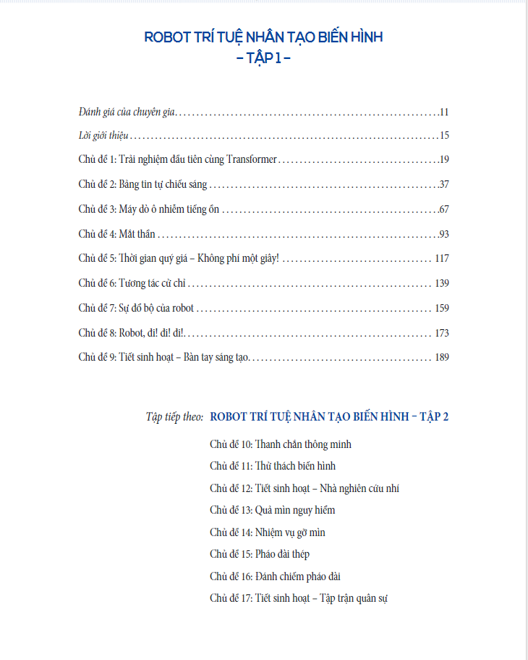 ROBOT TRÍ TUỆ NHÂN TẠO BIẾN HÌNH
– TẬP 1 –
Đánh giá của chuyên gia........................................................................11
Lời giới thiệu........................................................................15
Chủ đề 1: Trải nghiệm đầu tiên cùng Transformer........................................19
Chủ đề 2: Bảng tin tự chiếu sáng........................................................37
Chủ đề 3: Máy dò ô nhiễm tiếng ồn........................................................67
Chủ đề 4: Mắt thần........................................................................93
Chủ đề 5: Thời gian quý giá – Không phí một giây!........................................117
Chủ đề 6: Tương tác cử chỉ........................................................139
Chủ đề 7: Sự đổ bộ của robot........................................................159
Chủ đề 8: Robot, đi! đi! đi!........................................................173
Chủ đề 9: Tiết sinh hoạt – Bàn tay sáng tạo........................................189
Tập tiếp theo: ROBOT TRÍ TUỆ NHÂN TẠO BIẾN HÌNH – TẬP 2
Chủ đề 10: Thanh chắn thông minh
Chủ đề 11: Thử thách biến hình
Chủ đề 12: Tiết sinh hoạt – Nhà nghiên cứu nhí
Chủ đề 13: Quả mìn nguy hiểm
Chủ đề 14: Nhiệm vụ gỡ mìn
Chủ đề 15: Pháo đài thép
Chủ đề 16: Đánh chiếm pháo đài
Chủ đề 17: Tiết sinh hoạt – Tập trận quân sự